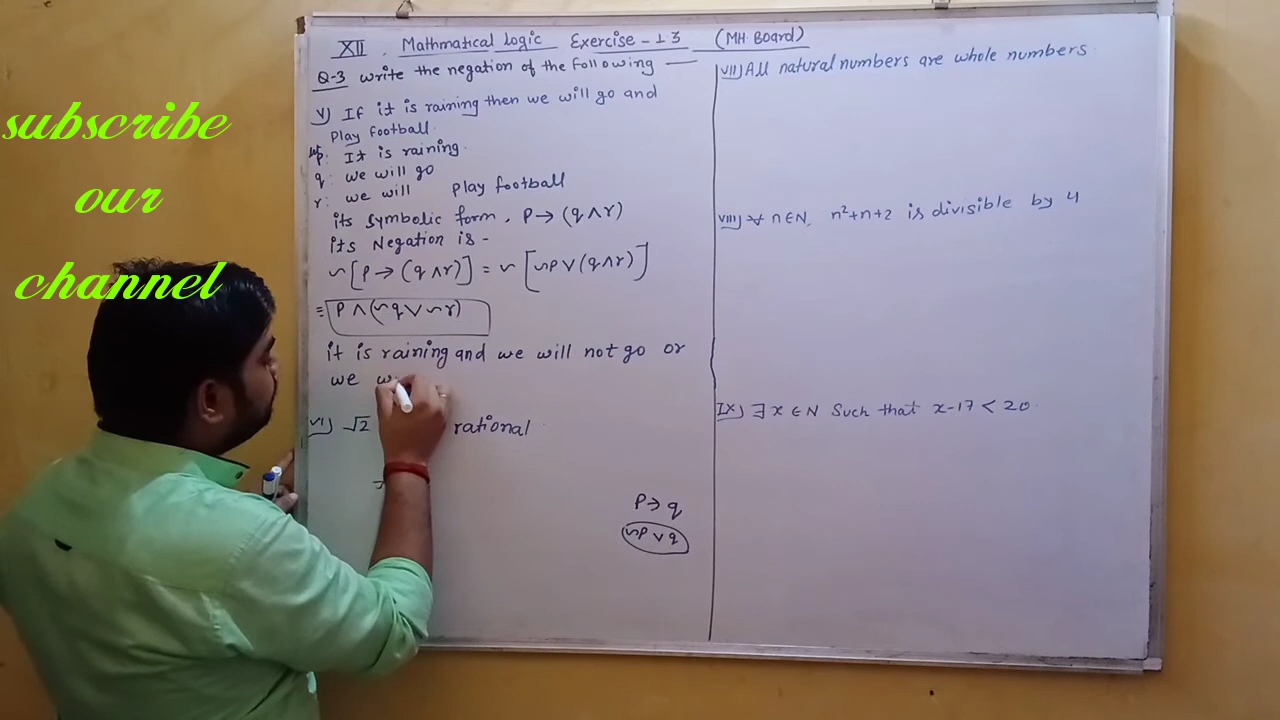 subscribe
our
channel
XII . Mathmatical logic Exercise - 1.3 (MH Board)
Q-3 write the negation of the following —
V) If it is raining then we will go and
Play football.
p: It is raining.
q: we will go
r: we will Play football
its symbolic form, P→(q∧r)
its Negation is -
~[P→(q∧r)] = ~[~P∨(q∧r)]
≡ P∧(~q∨~r)
it is raining and we will not go or
we wi
VI) √2 rational
P→q
~P∨q
VII) All natural numbers are whole numbers.
VIII) ∀ n∈N, n²+n+2 is divisible by 4
IX) ∃ x ∈ N Such that x-17 < 20.